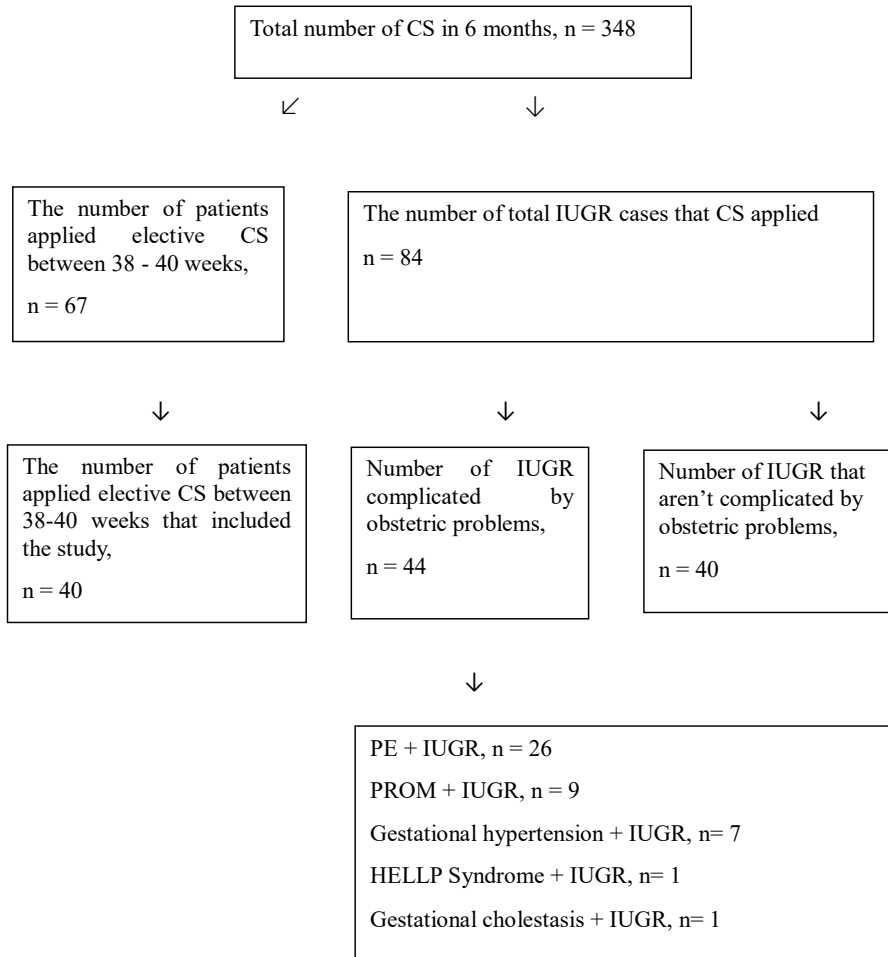 Total number of CS in 6 months, n = 348
The number of patients
applied elective CS
between 38 - 40 weeks,
n = 67
The number of total IUGR cases that CS applied
n = 84
The number of patients
applied elective CS between
38-40 weeks that included
the study,
n = 40
Number of IUGR
complicated by
obstetric problems,
n = 44
Number of IUGR that
aren’t complicated by
obstetric problems,
n = 40
PE + IUGR, n = 26
PROM + IUGR, n = 9
Gestational hypertension + IUGR, n= 7
HELLP Syndrome + IUGR, n= 1
Gestational cholestasis + IUGR, n= 1